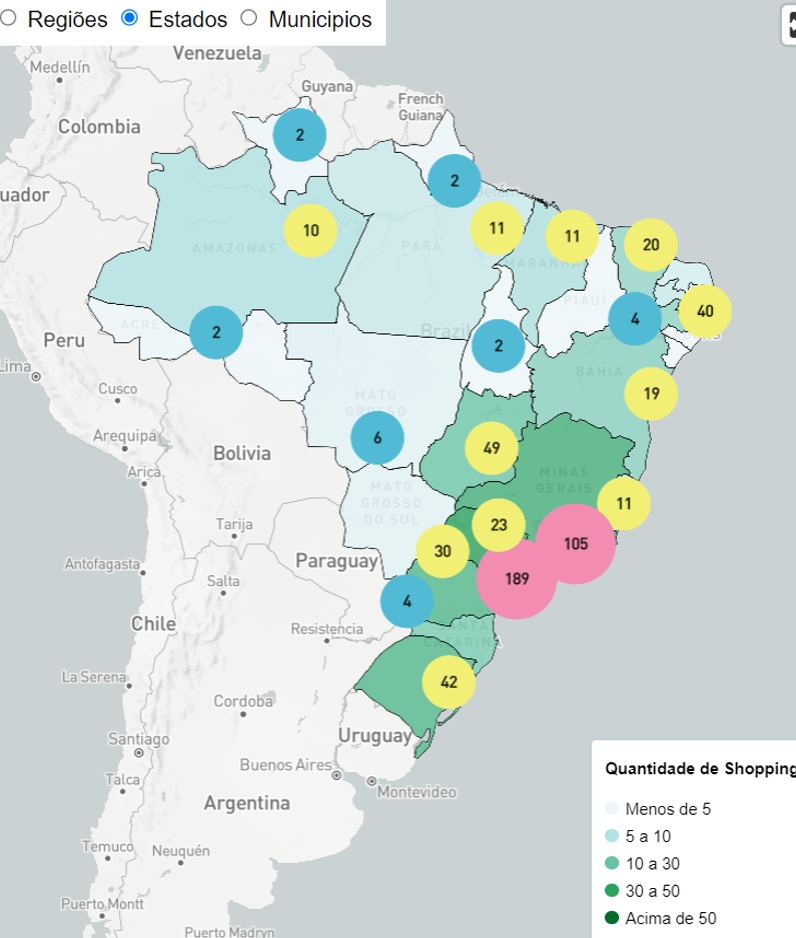 Regiões Estados Municipios
Venezuela
Medellín
Guyana
French
Guiana
Colombia
2
2
uador
10
11
11
20
AMAZONAS
PARÁ
MARANHÃ
PIAUÍ
40
4
ACRE
2
2
Brazil
Peru
Lima
BAHIA
19
Cusco
MATO
GROSSO
6
49
Arequipa
Bolivia
Arica
MINAS
GERAIS
MATO
GROSSO
DO SUL
11
23
Tarija
105
30
Paraguay
Antofagasta
189
Salta
4
Chile
Resistencia
SANTA
CATARINA
La Serena
42
Cordoba
Uruguay
Santiago
Buenos Aires
Talca
Montevideo
Argentina
Temuco
Neuquén
Puerto Montt
Puerto Madryn
Quantidade de Shopping
Menos de 5
5 a 10
10 a 30
30 a 50
Acima de 50